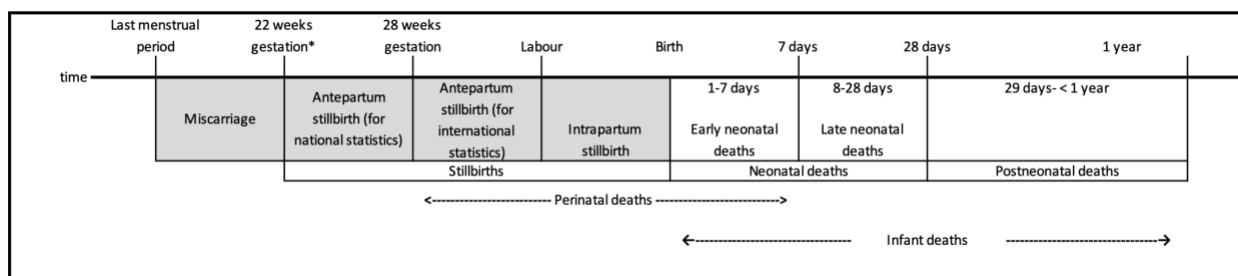 Last menstrual period
22 weeks gestation*
28 weeks gestation
Labour
Birth
7 days
28 days
1 year
time
Miscarriage
Antepartum stillbirth (for national statistics)
Antepartum stillbirth (for international statistics)
Intrapartum stillbirth
1-7 days
Early neonatal deaths
8-28 days
Late neonatal deaths
29 days- < 1 year
Stillbirths
Neonatal deaths
Postneonatal deaths
Perinatal deaths
Infant deaths